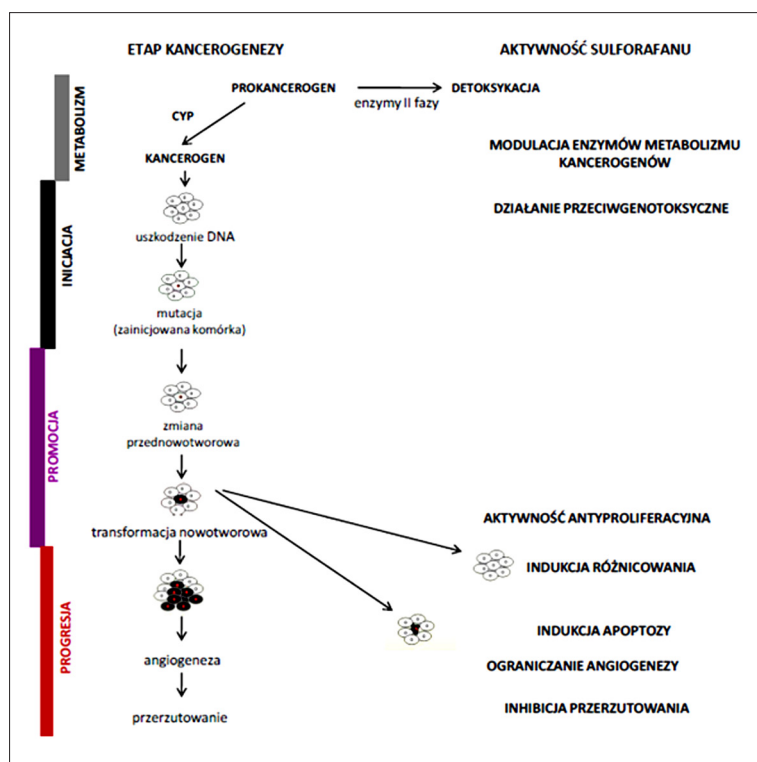 ETAP KANCEROGENEZY
AKTYWNOŚĆ SULFORAFANU
METABOLIZM
PROKANCEROGEN
enzymy II fazy
DETOKSYKACJA
CYP
KANCEROGEN
MODULACJA ENZYMÓW METABOLIZMU
KANCEROGENÓW
INICJACJA
DZIAŁANIE PRZECIWGENOTOKSYCZNE
uszkodzenie DNA
mutacja
(zainicjowana komórka)
PROMOCJA
zmiana
przednowotworowa
transformacja nowotworowa
AKTYWNOŚĆ ANTYPROLIFERACYJNA
INDUKCJA RÓŻNICOWANIA
PROGRESJA
INDUKCJA APOPTOZY
angiogeneza
OGRANICZANIE ANGIOGENEZY
przerzutowanie
INHIBICJA PRZERZUTOWANIA